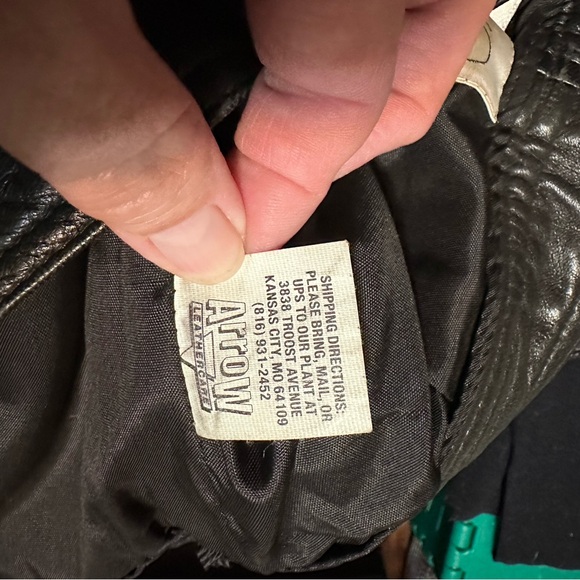 Arrow
LEATHERCARE
SHIPPING DIRECTIONS:
PLEASE BRING, MAIL, OR
UPS TO OUR PLANT AT
3838 TROOST AVENUE
KANSAS CITY, MO 64109
(816) 931-2452